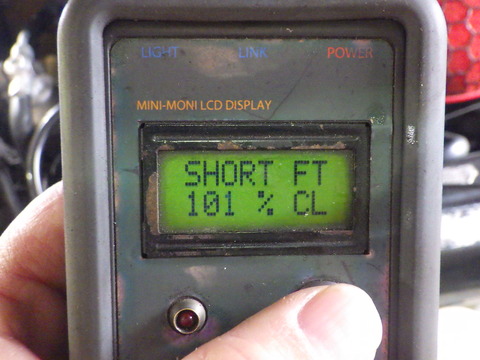 LIGHT LINK POWER
MINI-MONI LCD DISPLAY
SHORT FT
101 % CL